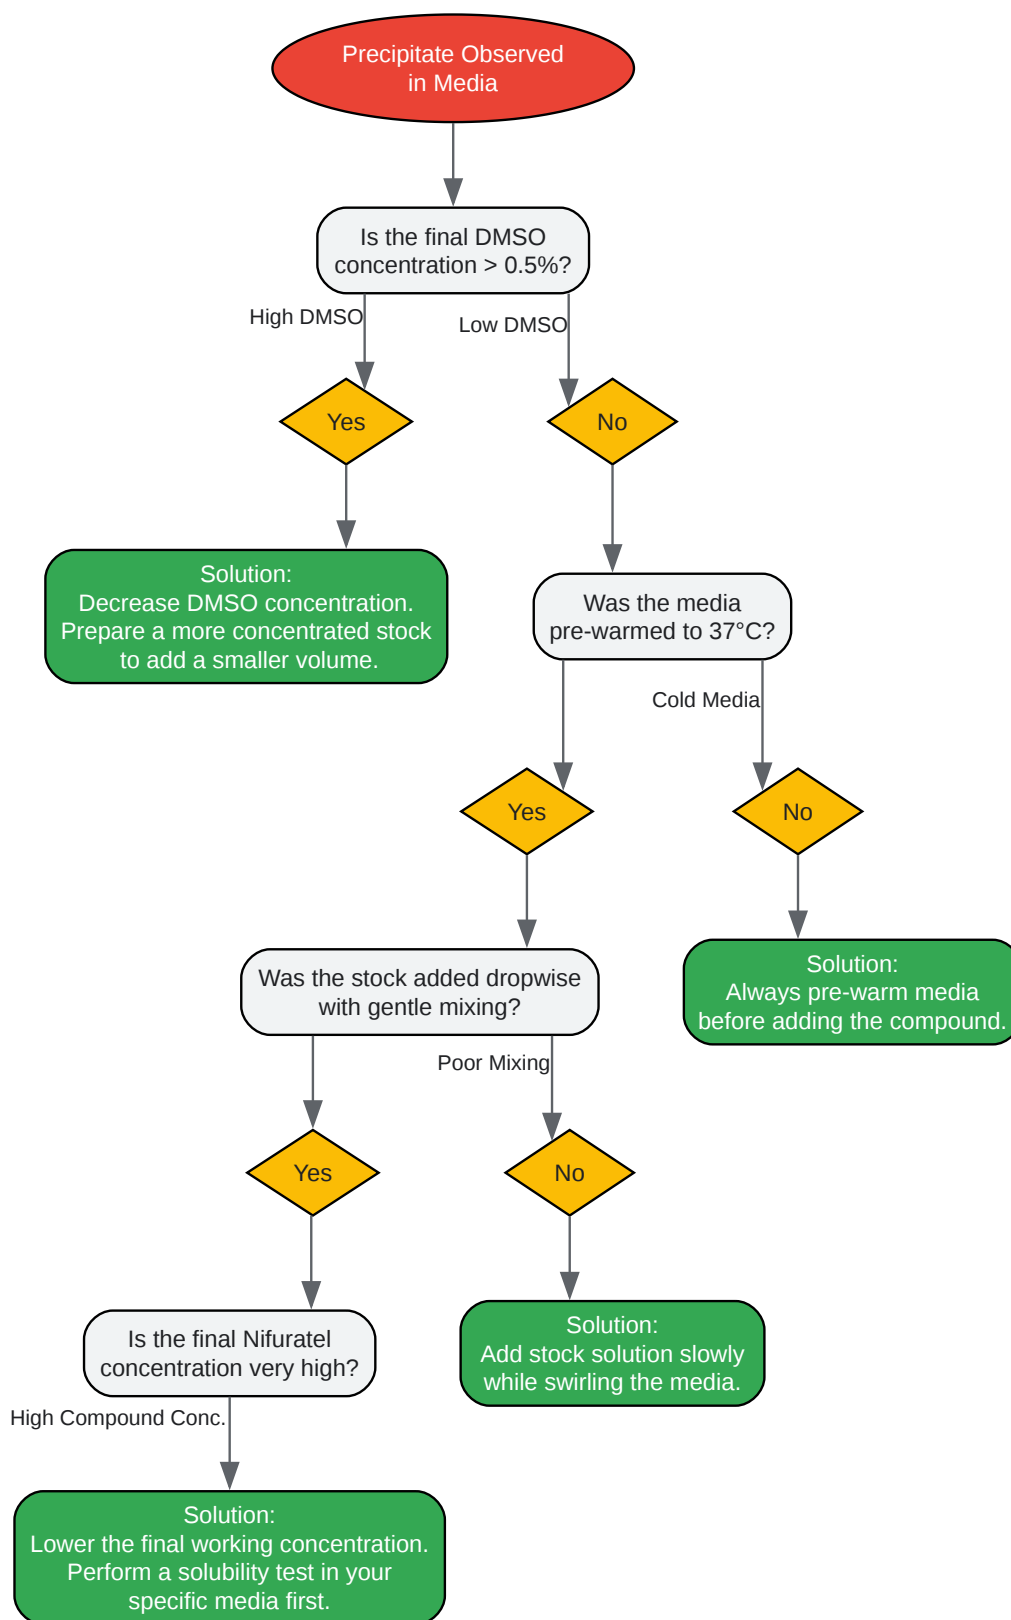 Precipitate Observed
in Media
Is the final DMSO
concentration > 0.5%?
High DMSO
Low DMSO
Yes
No
Solution:
Decrease DMSO concentration.
Prepare a more concentrated stock
to add a smaller volume.
Was the media
pre-warmed to 37°C?
Cold Media
Yes
No
Was the stock added dropwise
with gentle mixing?
Solution:
Always pre-warm media
before adding the compound.
Poor Mixing
Yes
No
Is the final Nifuratel
concentration very high?
Solution:
Add stock solution slowly
while swirling the media.
High Compound Conc.
Solution:
Lower the final working concentration.
Perform a solubility test in your
specific media first.